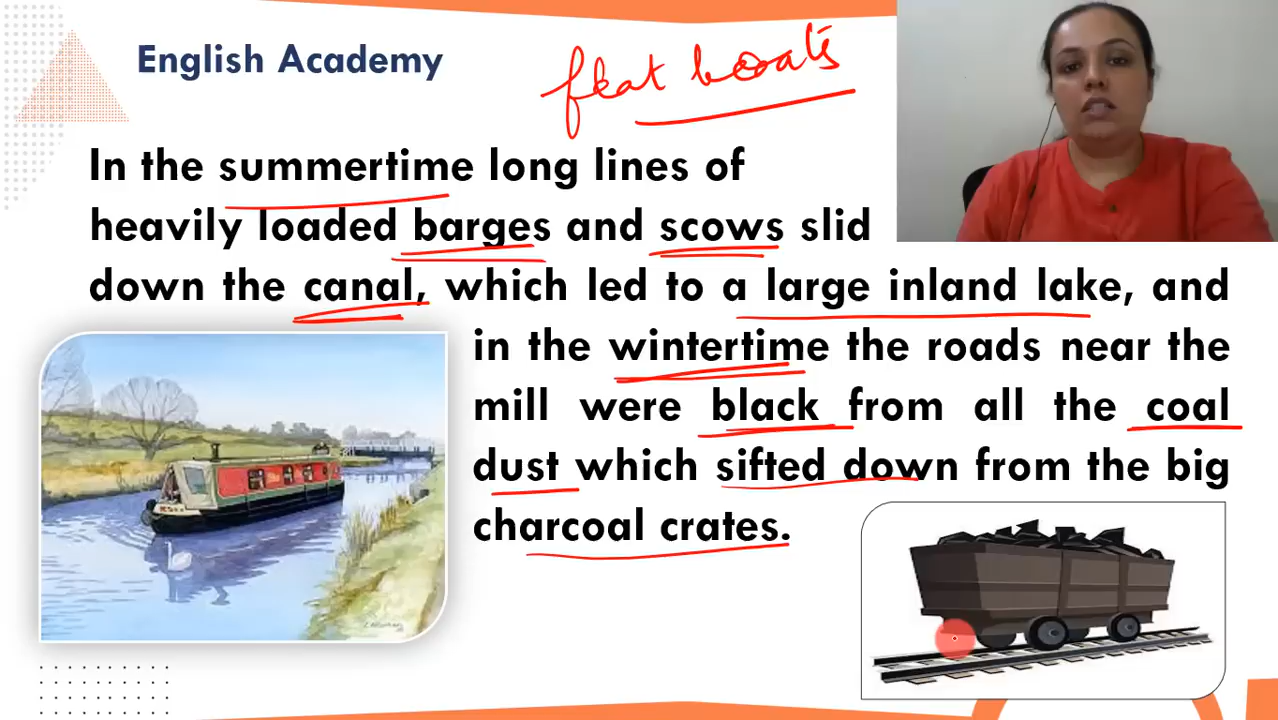 English Academy
flat boats
In the summertime long lines of
heavily loaded barges and scows slid
down the canal, which led to a large inland lake, and
in the wintertime the roads near the
mill were black from all the coal
dust which sifted down from the big
charcoal crates.